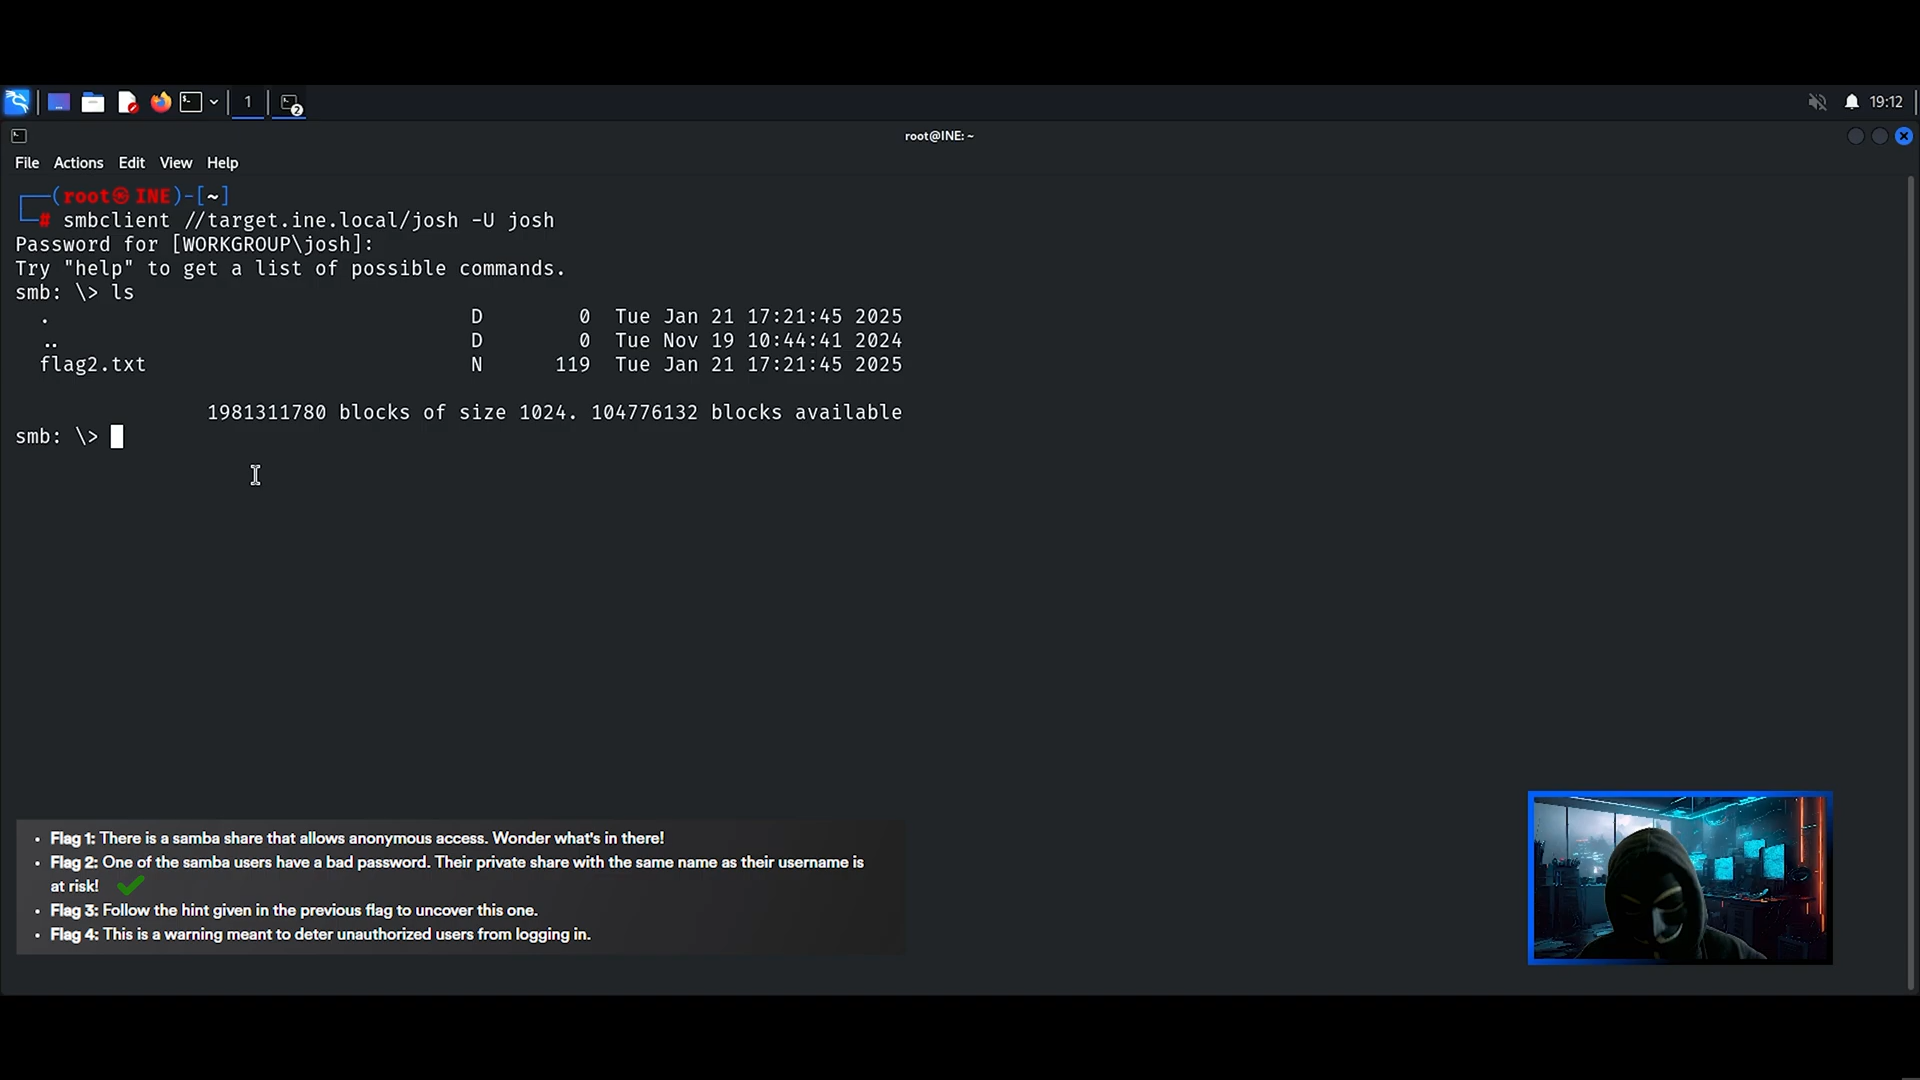 1
2
19:12
root@INE: ~
File Actions Edit View Help
┌──(root㉿INE)-[~]
└─# smbclient //target.ine.local/josh -U josh
Password for [WORKGROUP\josh]:
Try "help" to get a list of possible commands.
smb: \> ls
. D 0 Tue Jan 21 17:21:45 2025
.. D 0 Tue Nov 19 10:44:41 2024
flag2.txt N 119 Tue Jan 21 17:21:45 2025
1981311780 blocks of size 1024. 104776132 blocks available
smb: \>
• Flag 1: There is a samba share that allows anonymous access. Wonder what's in there!
• Flag 2: One of the samba users have a bad password. Their private share with the same name as their username is
at risk!
• Flag 3: Follow the hint given in the previous flag to uncover this one.
• Flag 4: This is a warning meant to deter unauthorized users from logging in.